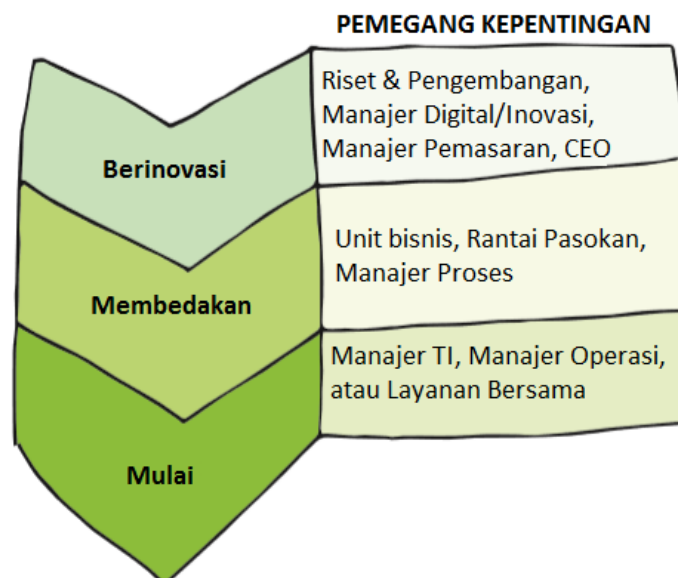 PEMEGANG KEPENTINGAN
Berinovasi
Riset & Pengembangan,
Manajer Digital/Inovasi,
Manajer Pemasaran, CEO
Membedakan
Unit bisnis, Rantai Pasokan,
Manajer Proses
Mulai
Manajer TI, Manajer Operasi,
atau Layanan Bersama